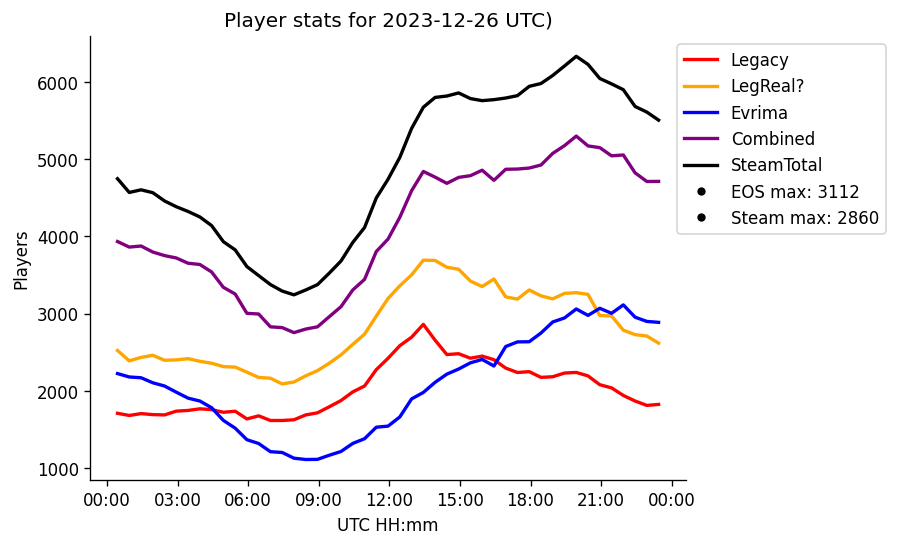 Player stats for 2023-12-26 UTC)
Legacy
LegReal?
Evrima
Combined
SteamTotal
EOS max: 3112
Steam max: 2860
6000
5000
4000
3000
2000
1000
Players
00:00 03:00 06:00 09:00 12:00 15:00 18:00 21:00 00:00
UTC HH:mm